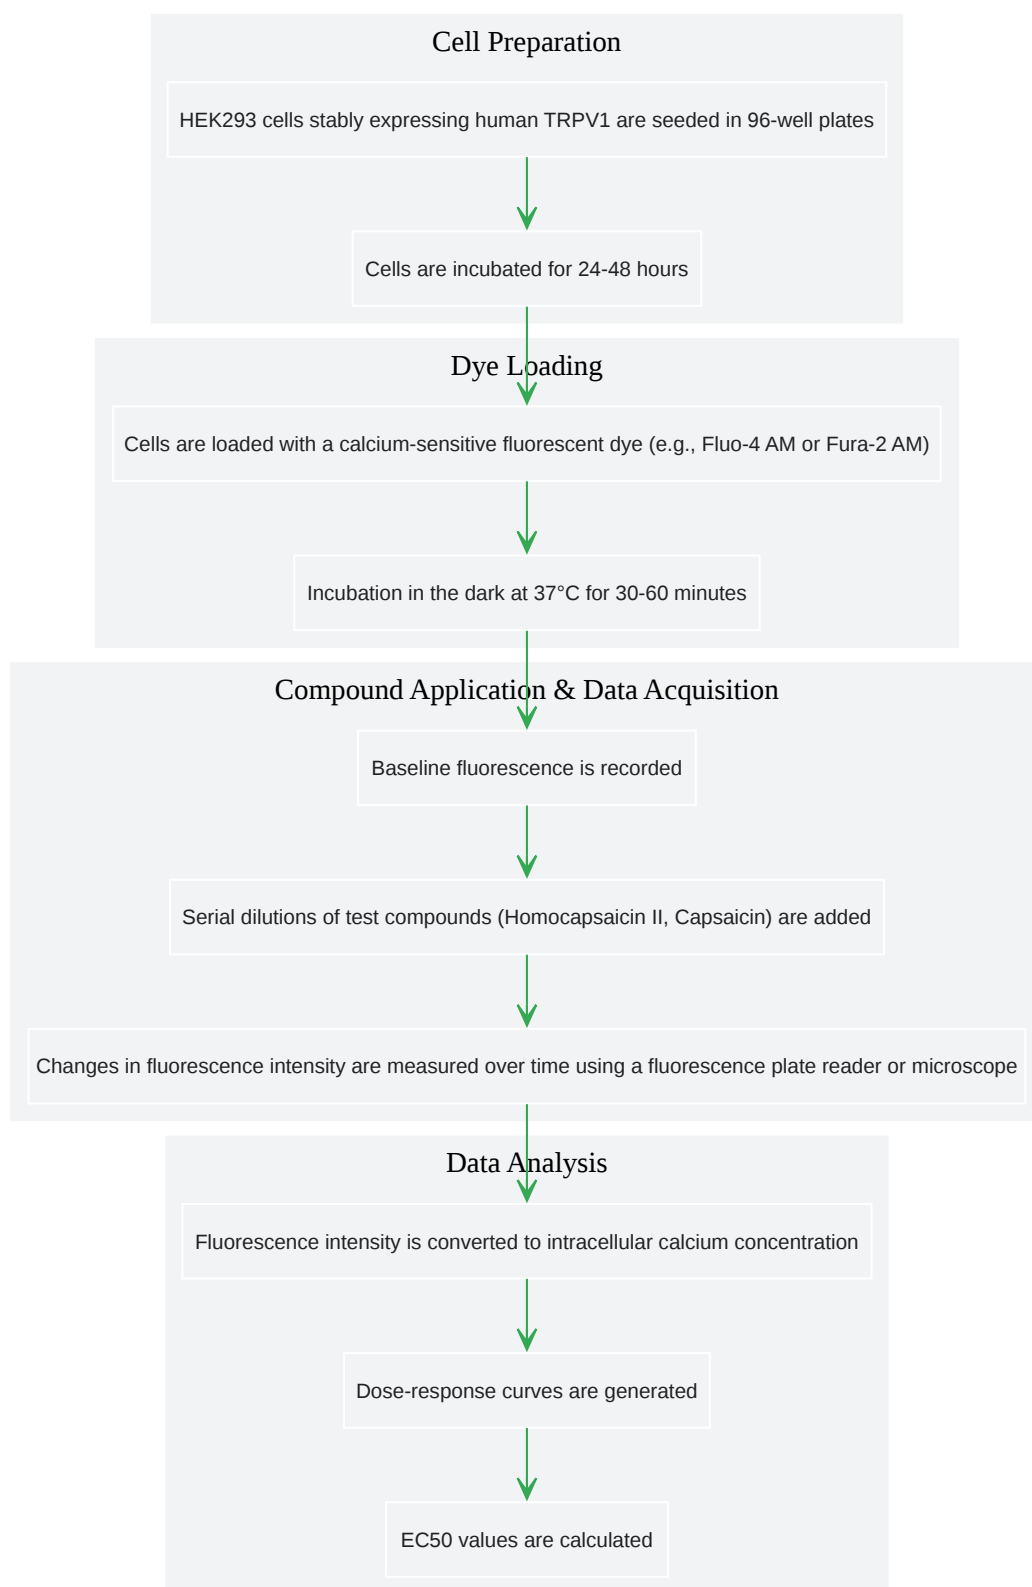 Cell Preparation
HEK293 cells stably expressing human TRPV1 are seeded in 96-well plates
Cells are incubated for 24-48 hours
Dye Loading
Cells are loaded with a calcium-sensitive fluorescent dye (e.g., Fluo-4 AM or Fura-2 AM)
Incubation in the dark at 37°C for 30-60 minutes
Compound Application & Data Acquisition
Baseline fluorescence is recorded
Serial dilutions of test compounds (Homocapsaicin II, Capsaicin) are added
Changes in fluorescence intensity are measured over time using a fluorescence plate reader or microscope
Data Analysis
Fluorescence intensity is converted to intracellular calcium concentration
Dose-response curves are generated
EC50 values are calculated